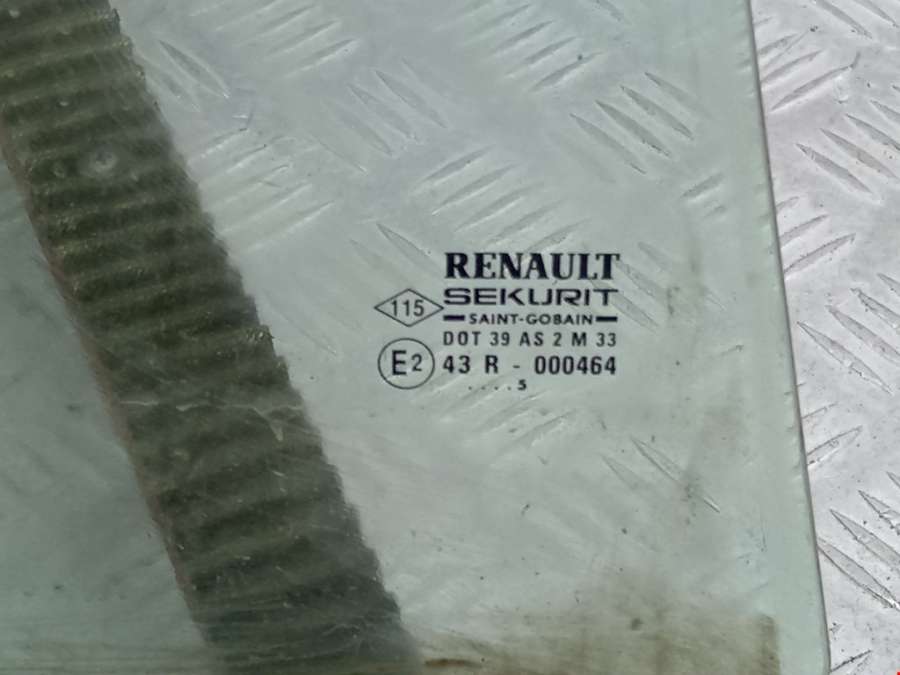 RENAULT
115
SEKURIT
SAINT-GOBAIN
DOT 39 AS 2 M 33
E2
43 R - 000464
....5